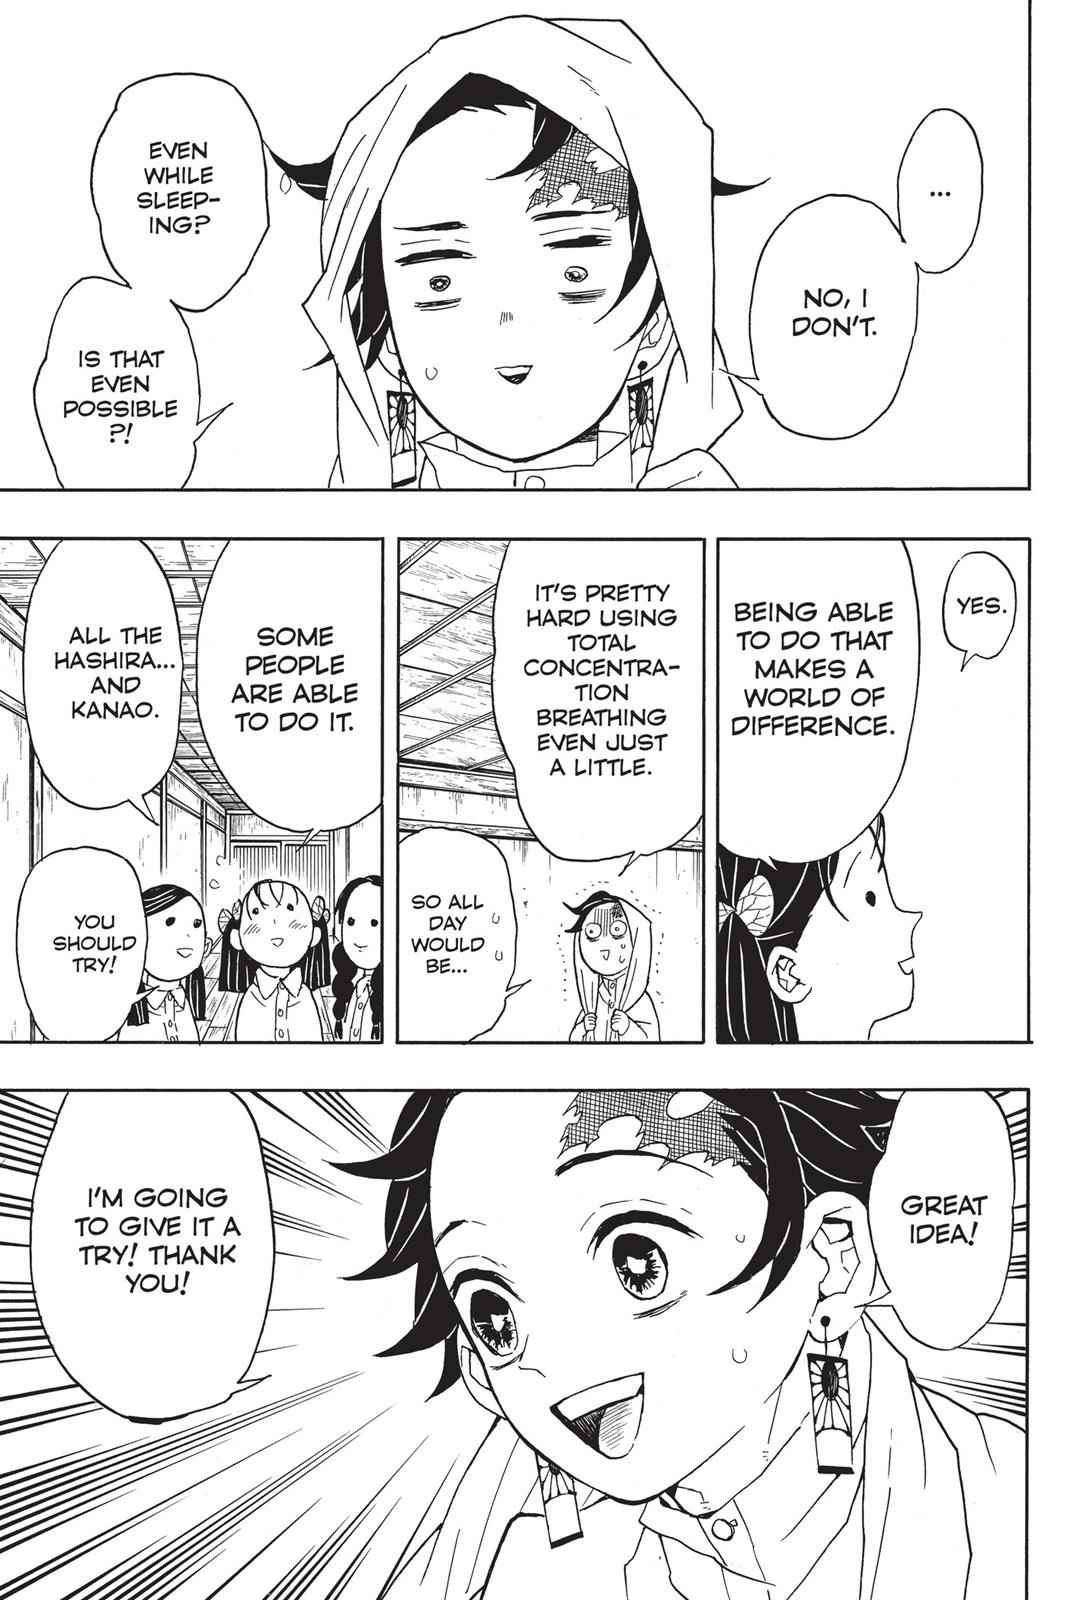 ...
NO, I
DON'T.
EVEN
WHILE
SLEEP-
ING?
IS THAT
EVEN
POSSIBLE
?!
YES.
BEING ABLE
TO DO THAT
MAKES A
WORLD OF
DIFFERENCE.
IT'S PRETTY
HARD USING
TOTAL
CONCENTRA-
TION
BREATHING
EVEN JUST
A LITTLE.
SO ALL
DAY
WOULD
BE...
SOME
PEOPLE
ARE ABLE
TO DO IT.
ALL THE
HASHIRA...
AND
KANAO.
YOU
SHOULD
TRY!
GREAT
IDEA!
I'M GOING
TO GIVE IT A
TRY! THANK
YOU!